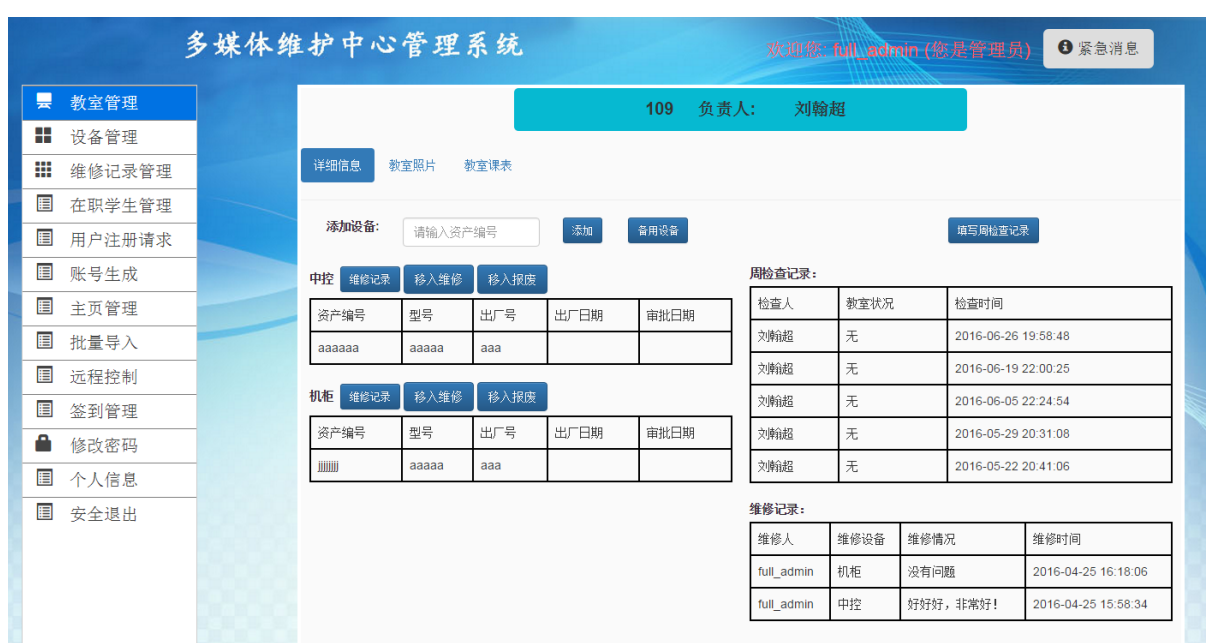 多媒体维护中心管理系统
欢迎您: full_admin (您是管理员) 紧急消息
教室管理
设备管理
维修记录管理
在职学生管理
用户注册请求
账号生成
主页管理
批量导入
远程控制
签到管理
修改密码
个人信息
安全退出
109 负责人: 刘翰超
详细信息 教室照片 教室课表
添加设备: 请输入资产编号 添加 备用设备 填写周检查记录
中控 维修记录 移入维修 移入报废
资产编号 型号 出厂号 出厂日期 审批日期
aaaaaa aaaaa aaa
机柜 维修记录 移入维修 移入报废
资产编号 型号 出厂号 出厂日期 审批日期
jjjjjjjj aaaaa aaa
周检查记录：
检查人 教室状况 检查时间
刘翰超 无 2016-06-26 19:58:48
刘翰超 无 2016-06-19 22:00:25
刘翰超 无 2016-06-05 22:24:54
刘翰超 无 2016-05-29 20:31:08
刘翰超 无 2016-05-22 20:41:06
维修记录：
维修人 维修设备 维修情况 维修时间
full_admin 机柜 没有问题 2016-04-25 16:18:06
full_admin 中控 好好好，非常好! 2016-04-25 15:58:34